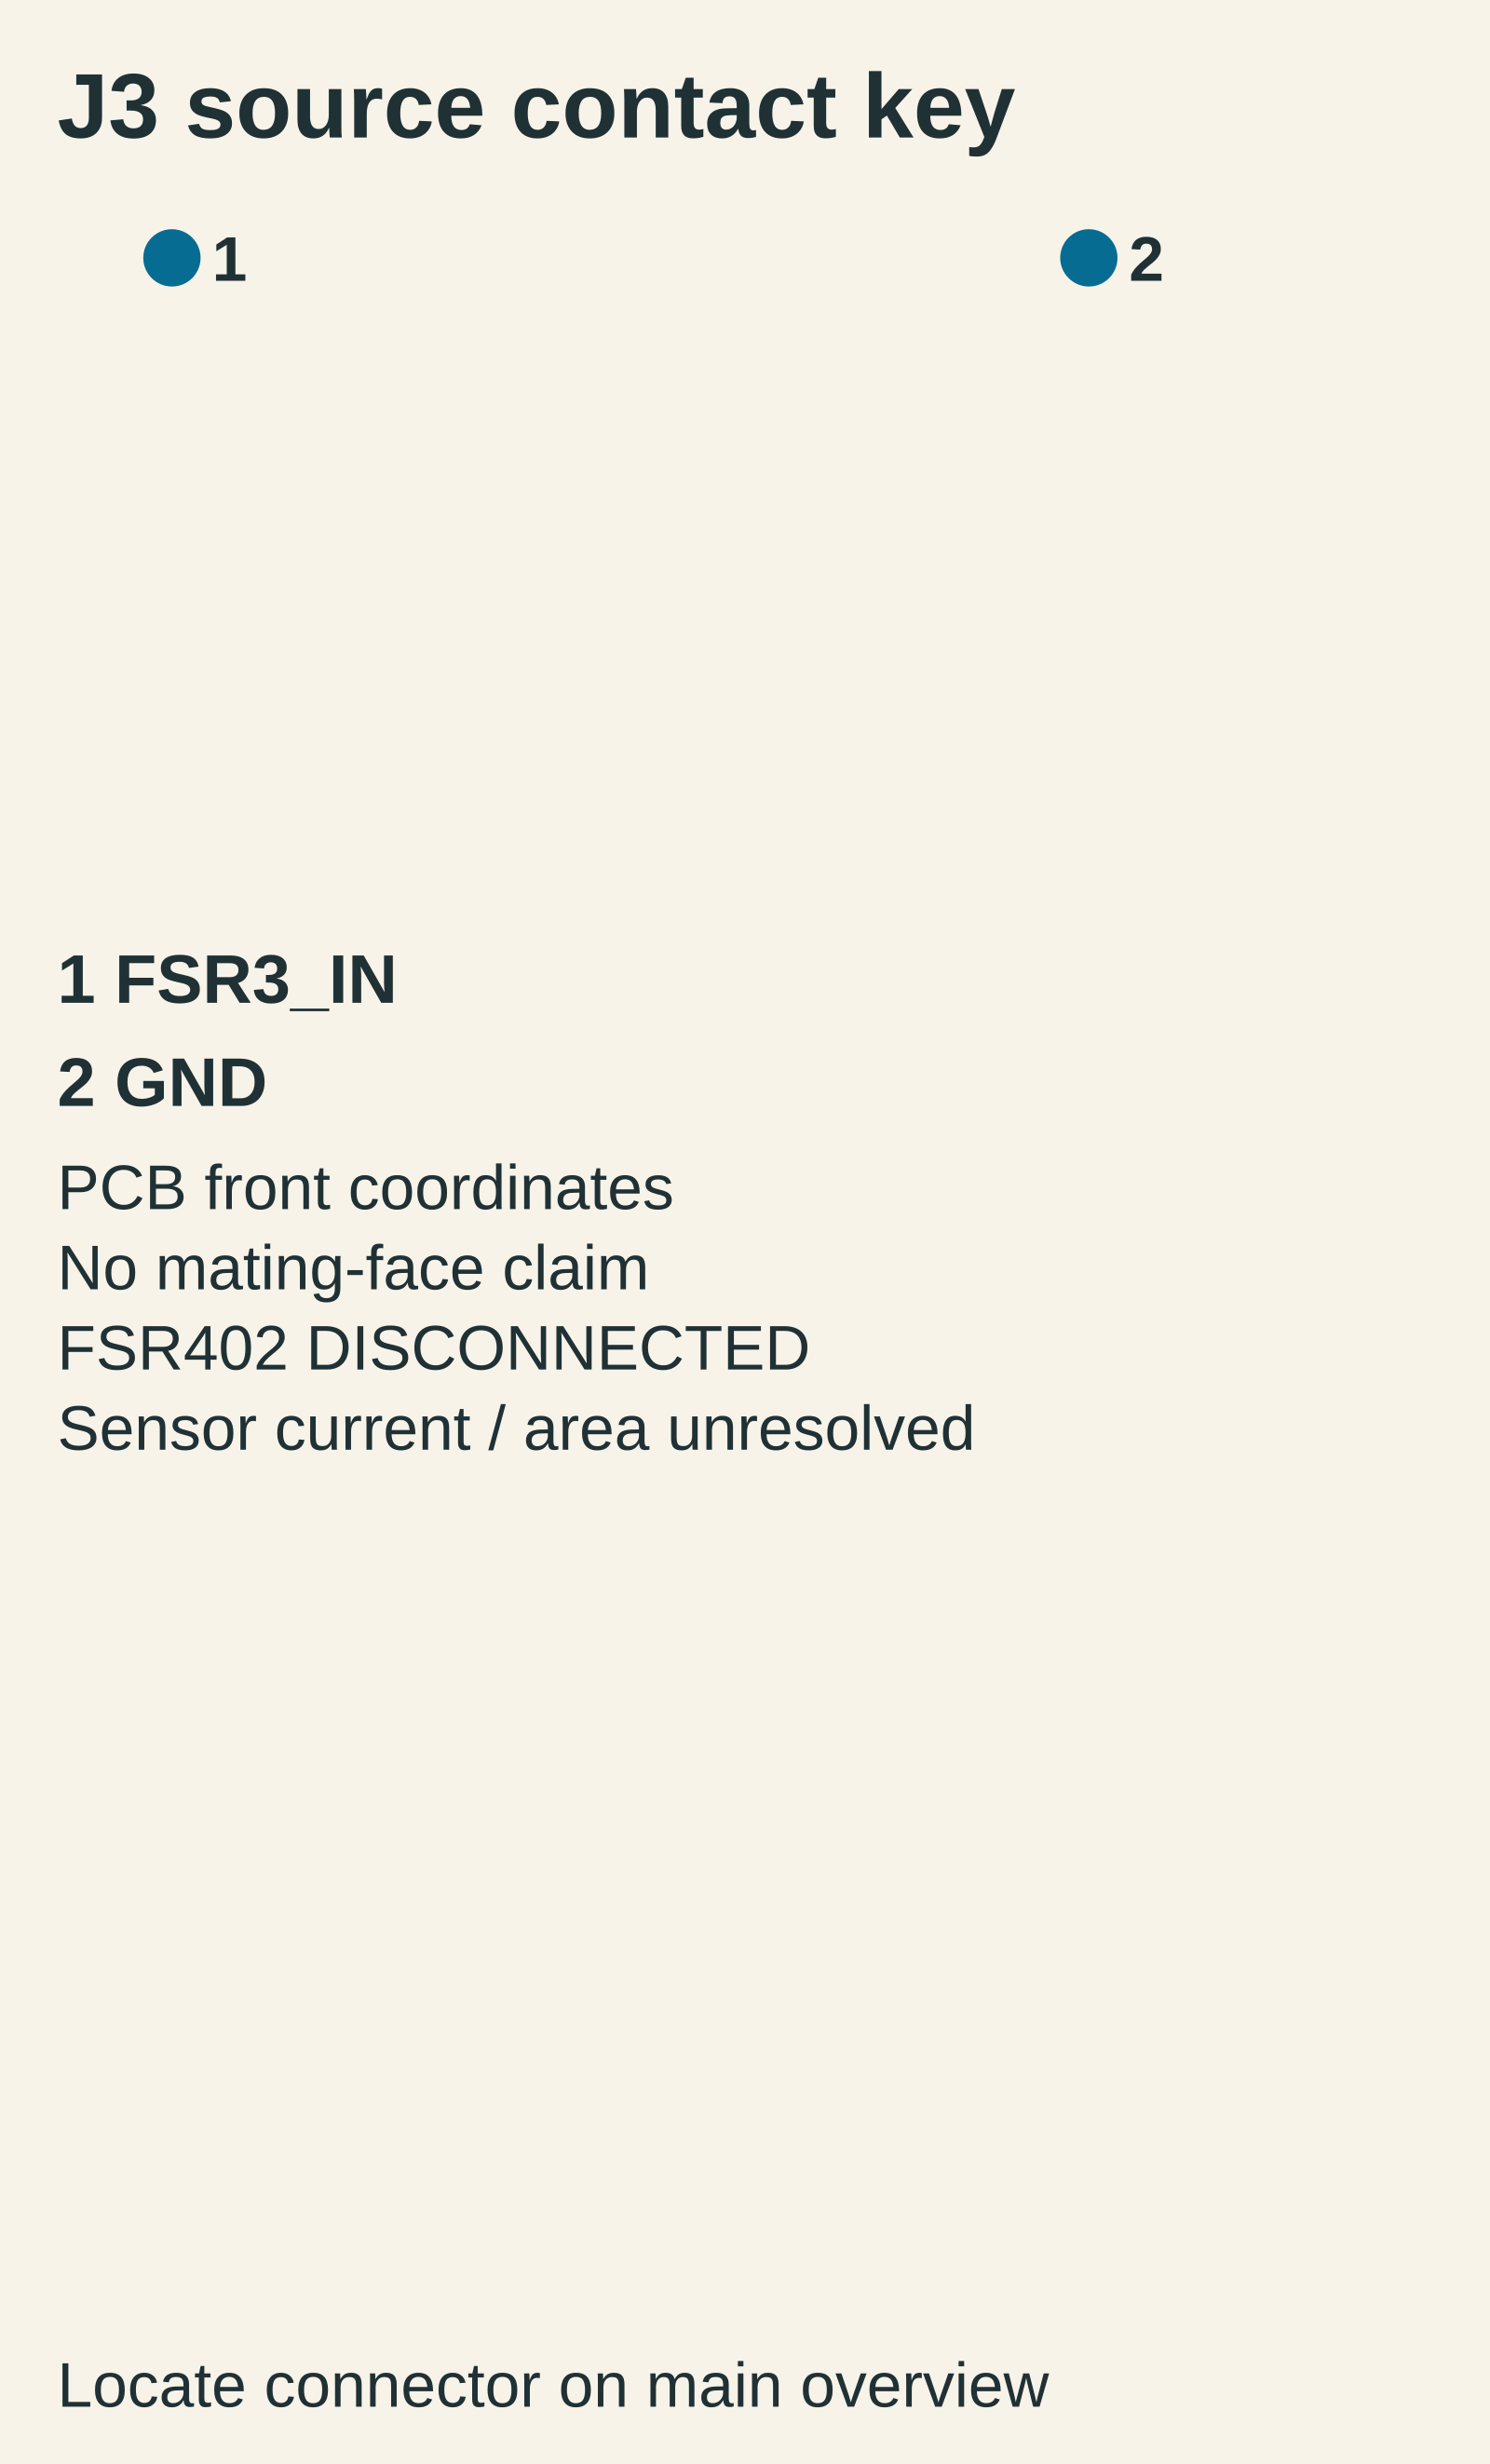 J3 source contact key
1 2
1 FSR3_IN
2 GND
PCB front coordinates
No mating-face claim
FSR402 DISCONNECTED
Sensor current / area unresolved
Locate connector on main overview